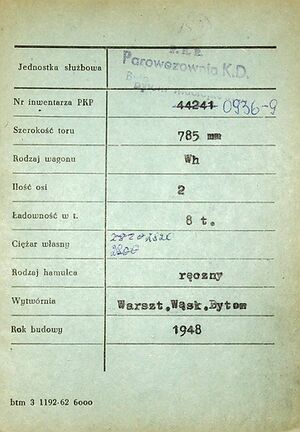 P.K.P.
Parowozownia K.D.
Jednostka służbowa
Nr inwentarza PKP 44241 0936-9
Szerokość toru 785 mm
Rodzaj wagonu Wh
Ilość osi 2
Ładowność w t. 8 t.
Ciężar własny
Rodzaj hamulca ręczny
Wytwórnia Warszt.Wąsk.Bytom
Rok budowy 1948
btm 3 1192-62 6000